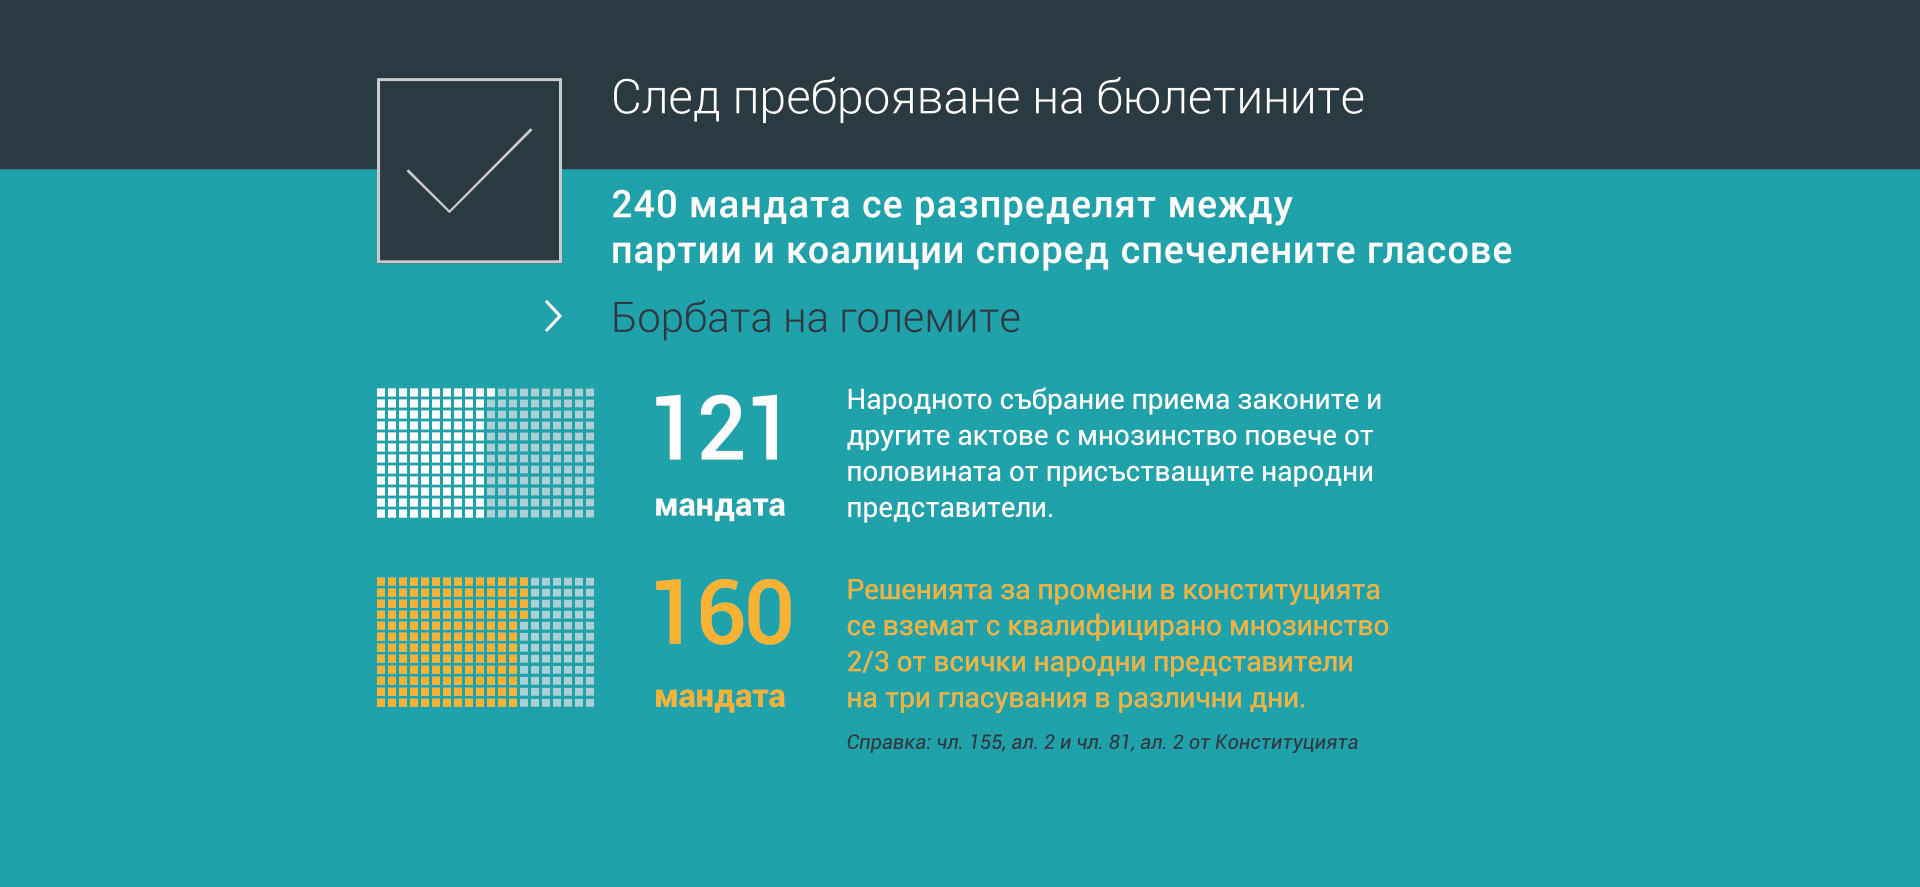 След преброяване на бюлетините
240 мандата се разпределят между
партии и коалиции според спечелените гласове
Борбата на големите
121
мандата
Народното събрание приема законите и
другите актове с мнозинство повече от
половината от присъстващите народни
представители.
160
мандата
Решенията за промени в конституцията
се вземат с квалифицирано мнозинство
2/3 от всички народни представители
на три гласувания в различни дни.
Справка: чл. 155, ал. 2 и чл. 81, ал. 2 от Конституцията